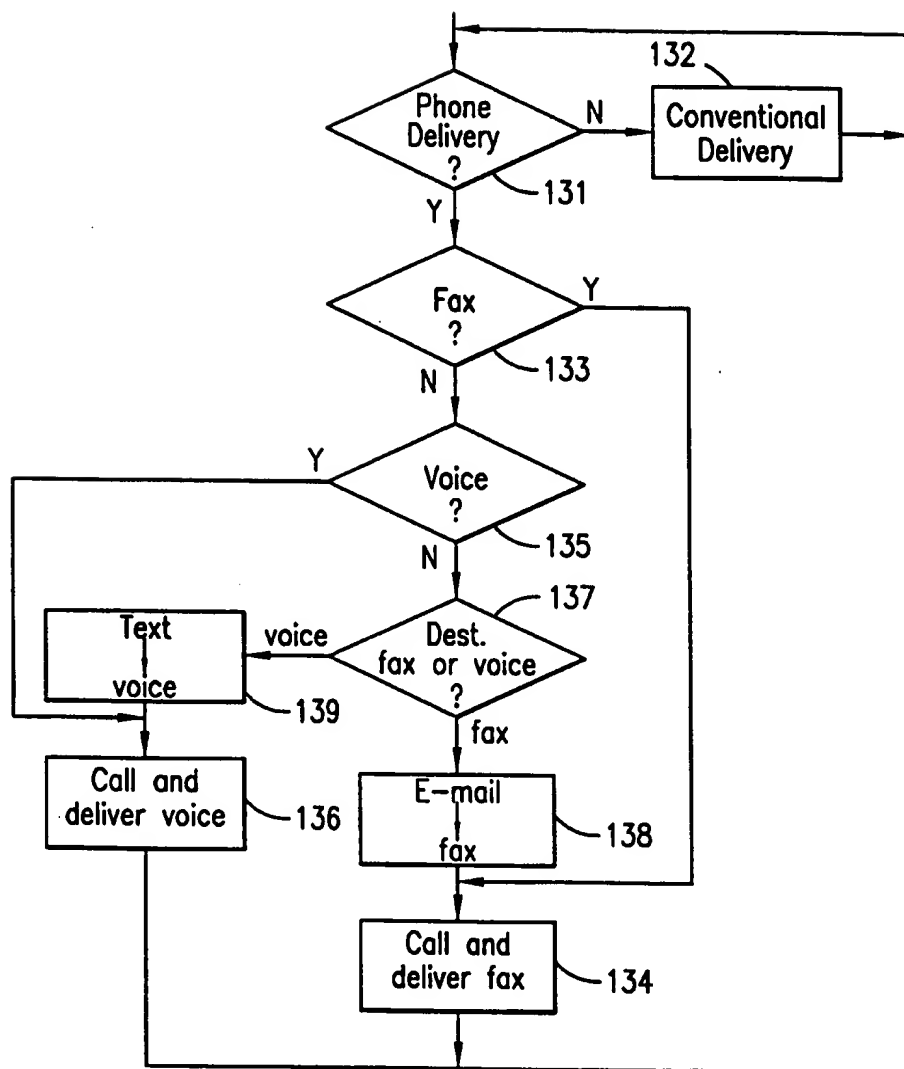 132
Phone
Delivery
?
N
Conventional
Delivery
131
Y
Fax
?
Y
133
N
Y
Voice
?
135
N
137
Text
voice
voice
Dest.
fax or voice
?
139
fax
Call and
deliver voice
136
E-mail
fax
138
Call and
deliver fax
134